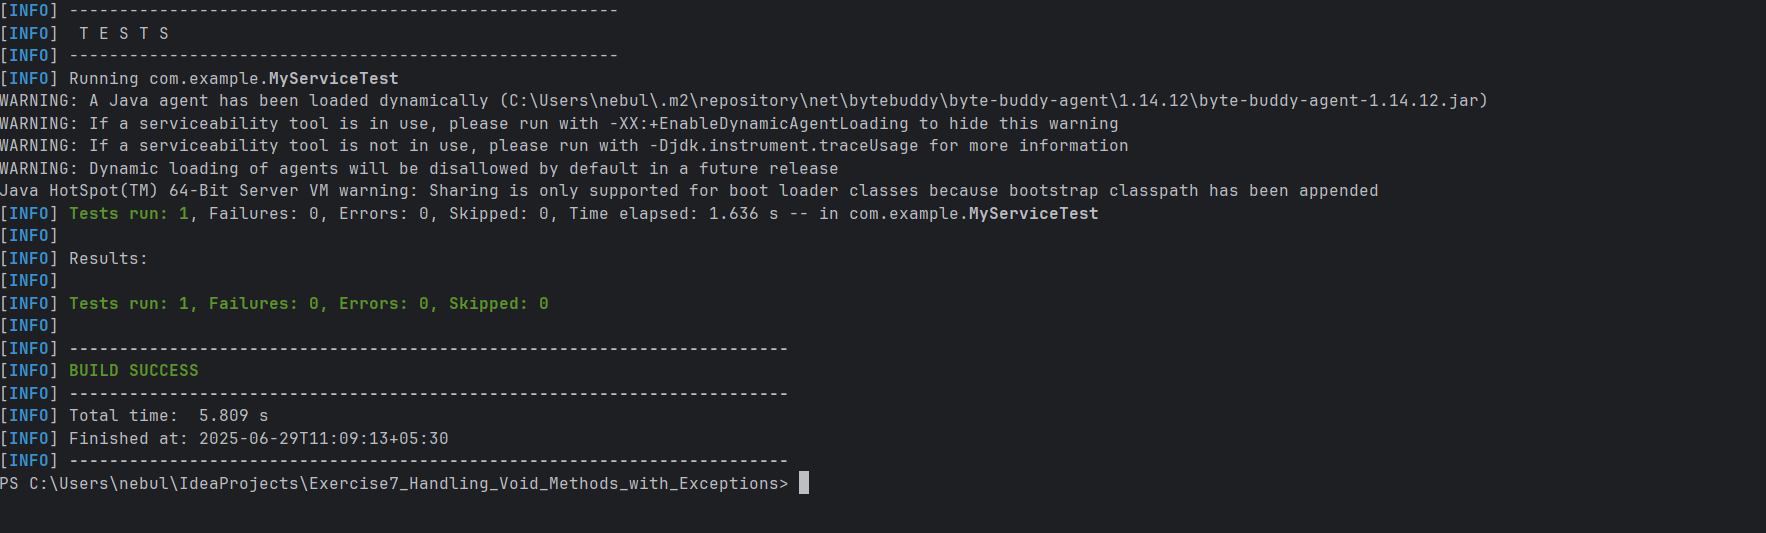 [INFO] -------------------------------------------------------
[INFO]  T E S T S
[INFO] -------------------------------------------------------
[INFO] Running com.example.MyServiceTest
WARNING: A Java agent has been loaded dynamically (C:\Users\nebul\.m2\repository\net\bytebuddy\byte-buddy-agent\1.14.12\byte-buddy-agent-1.14.12.jar)
WARNING: If a serviceability tool is in use, please run with -XX:+EnableDynamicAgentLoading to hide this warning
WARNING: If a serviceability tool is not in use, please run with -Djdk.instrument.traceUsage for more information
WARNING: Dynamic loading of agents will be disallowed by default in a future release
Java HotSpot(TM) 64-Bit Server VM warning: Sharing is only supported for boot loader classes because bootstrap classpath has been appended
[INFO] Tests run: 1, Failures: 0, Errors: 0, Skipped: 0, Time elapsed: 1.636 s -- in com.example.MyServiceTest
[INFO]
[INFO] Results:
[INFO]
[INFO] Tests run: 1, Failures: 0, Errors: 0, Skipped: 0
[INFO]
[INFO] ------------------------------------------------------------------------
[INFO] BUILD SUCCESS
[INFO] ------------------------------------------------------------------------
[INFO] Total time:  5.809 s
[INFO] Finished at: 2025-06-29T11:09:13+05:30
[INFO] ------------------------------------------------------------------------
PS C:\Users\nebul\IdeaProjects\Exercise7_Handling_Void_Methods_with_Exceptions>